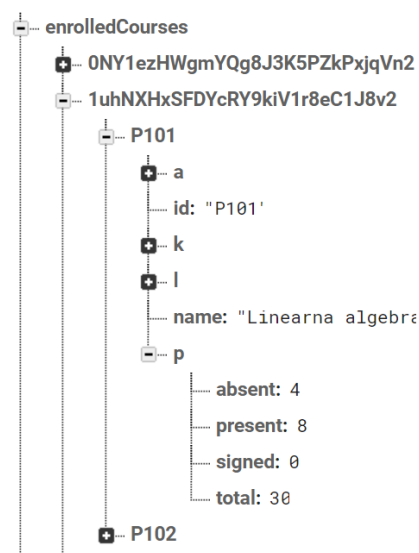 enrolledCourses
0NY1ezHWgmYQg8J3K5PZkPxjqVn2
1uhNXHxSFDYcRY9kiV1r8eC1J8v2
P101
a
id: "P101'
k
l
name: "Linearna algebra
p
absent: 4
present: 8
signed: 0
total: 30
P102